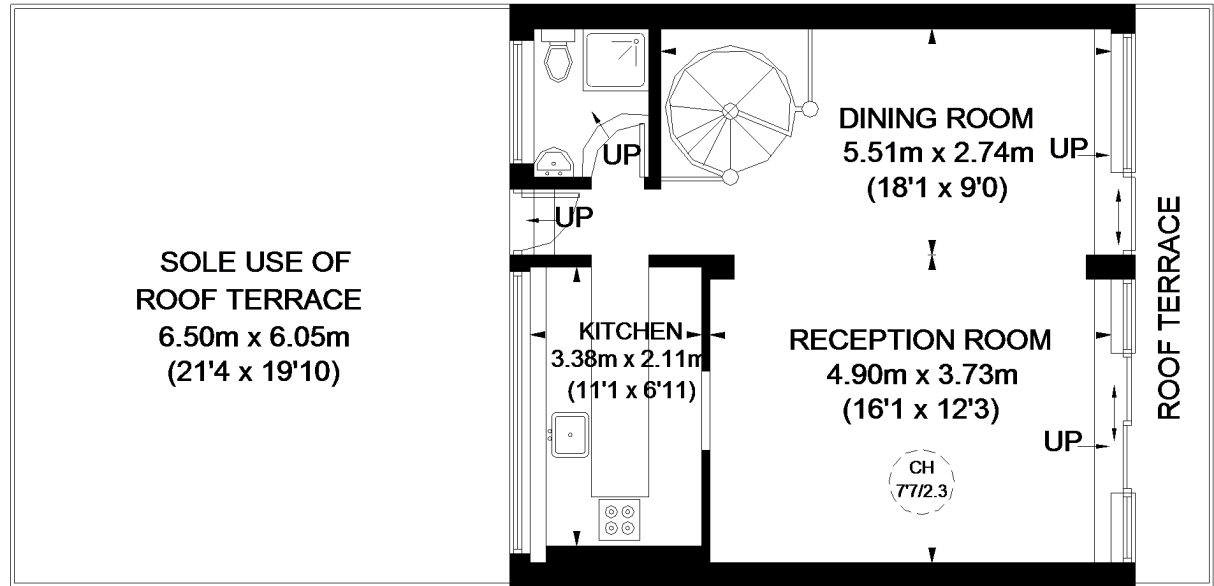 UP
DINING ROOM
5.51m x 2.74m
(18'1 x 9'0)
UP
UP
SOLE USE OF
ROOF TERRACE
6.50m x 6.05m
(21'4 x 19'10)
KITCHEN
3.38m x 2.11m
(11'1 x 6'11)
RECEPTION ROOM
4.90m x 3.73m
(16'1 x 12'3)
UP
CH
7'7/2.3
ROOF TERRACE